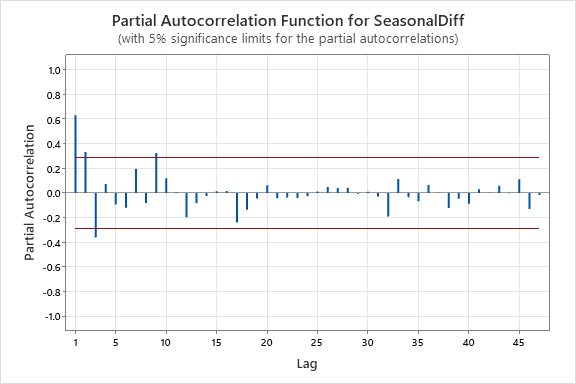 Partial Autocorrelation Function for SeasonalDiff
(with 5% significance limits for the partial autocorrelations)
Partial Autocorrelation
1.0
0.8
0.6
0.4
0.2
0.0
-0.2
-0.4
-0.6
-0.8
-1.0
1 5 10 15 20 25 30 35 40 45
Lag